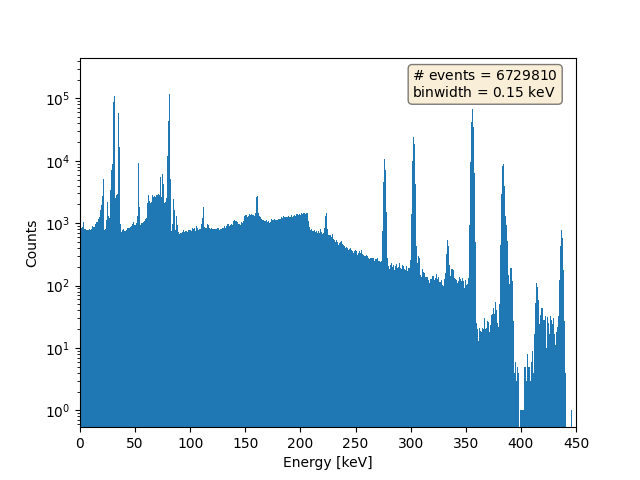 # events = 6729810
binwidth = 0.15 keV
Counts
10⁵
10⁴
10³
10²
10¹
10⁰
0 50 100 150 200 250 300 350 400 450
Energy [keV]